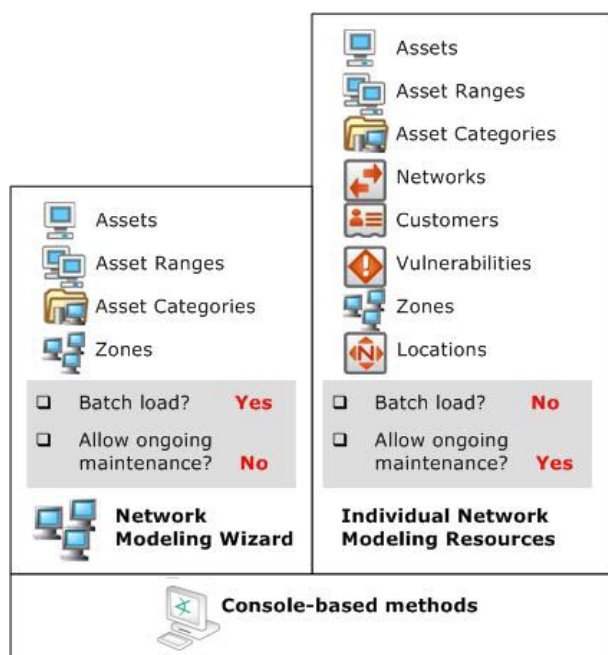 Assets
Asset Ranges
Asset Categories
Zones
❑ Batch load? Yes
❑ Allow ongoing
maintenance? No
Network
Modeling Wizard
Assets
Asset Ranges
Asset Categories
Networks
Customers
Vulnerabilities
Zones
N
Locations
❑ Batch load? No
❑ Allow ongoing
maintenance? Yes
Individual Network
Modeling Resources
Console-based methods